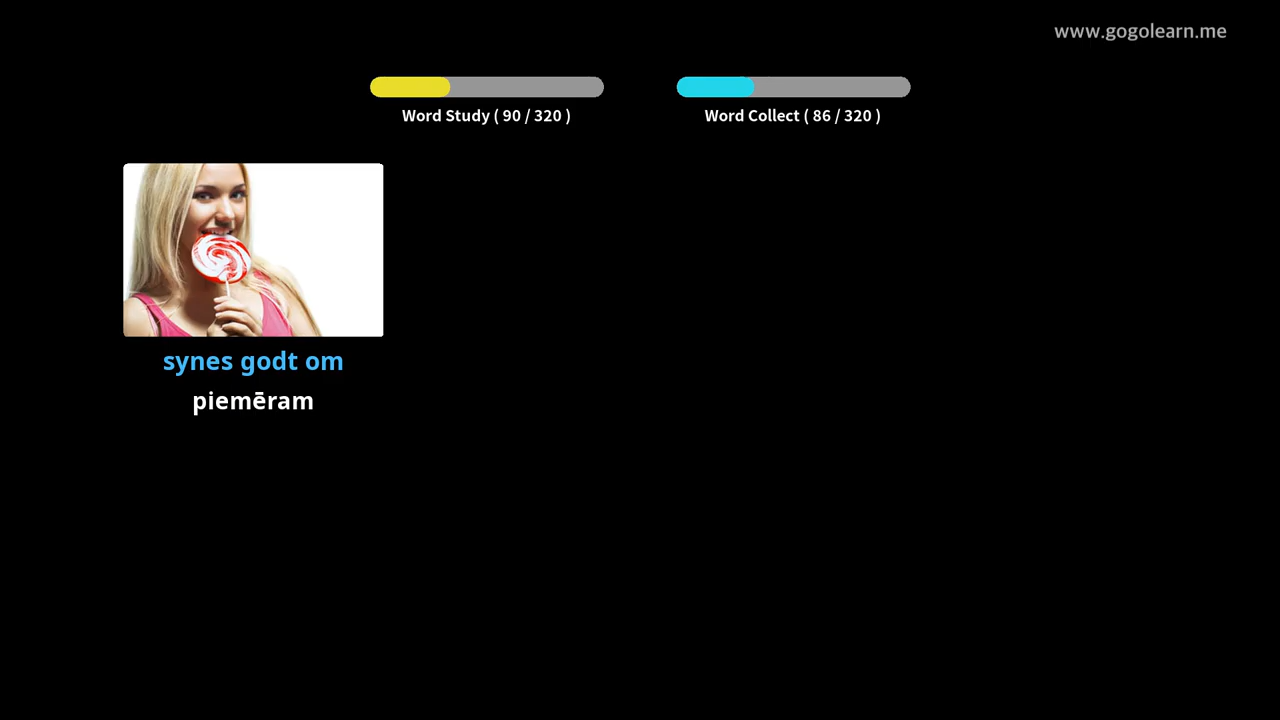 www.gogolearn.me
Word Study ( 90 / 320 )
Word Collect ( 86 / 320 )
synes godt om
piemēram